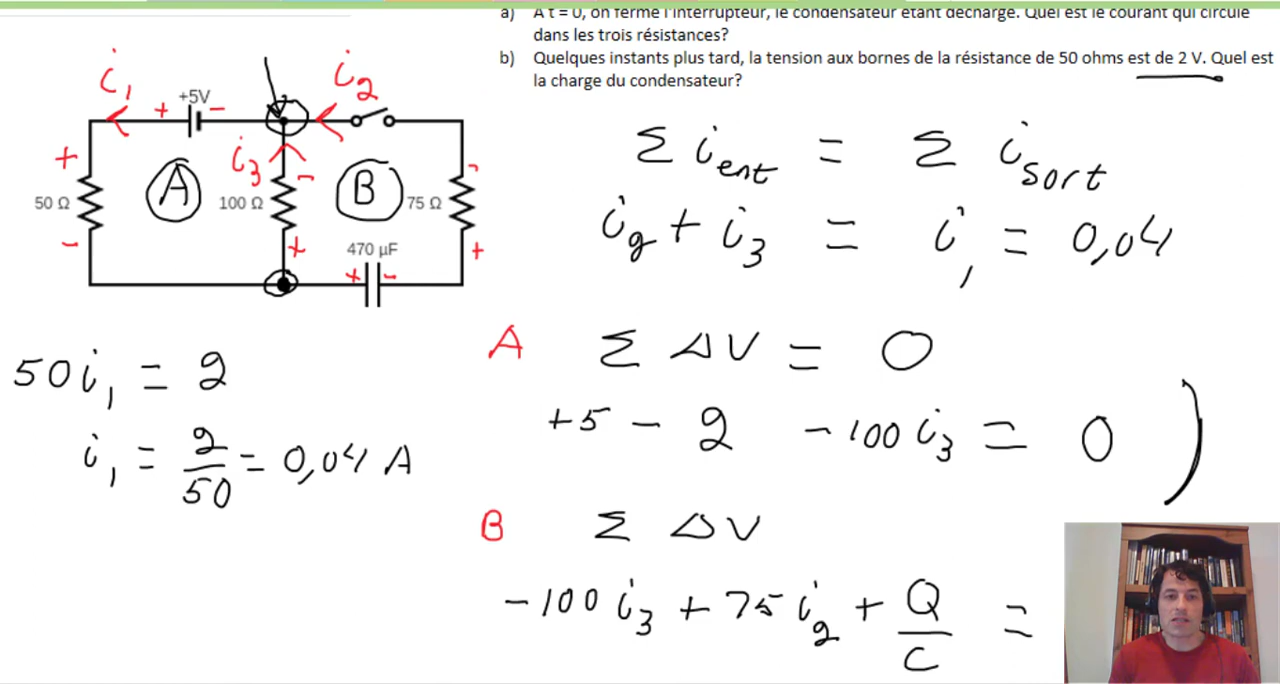 a) A t = 0, on ferme l'interrupteur, le condensateur étant déchargé. Quel est le courant qui circule
dans les trois résistances?
b) Quelques instants plus tard, la tension aux bornes de la résistance de 50 ohms est de 2 V. Quel est
la charge du condensateur?
i₁ + +5V - i₂
+ 50 Ω -
A
i₃ - 100 Ω +
B
- 75 Ω +
470 µF
+ -
Σ i_ent = Σ i_sort
i₂ + i₃ = i₁ = 0,04
50 i₁ = 2
i₁ = 2/50 = 0,04 A
A Σ ΔV = 0
+5 - 2 - 100 i₃ = 0 )
B Σ ΔV
- 100 i₃ + 75 i₂ + Q/C =